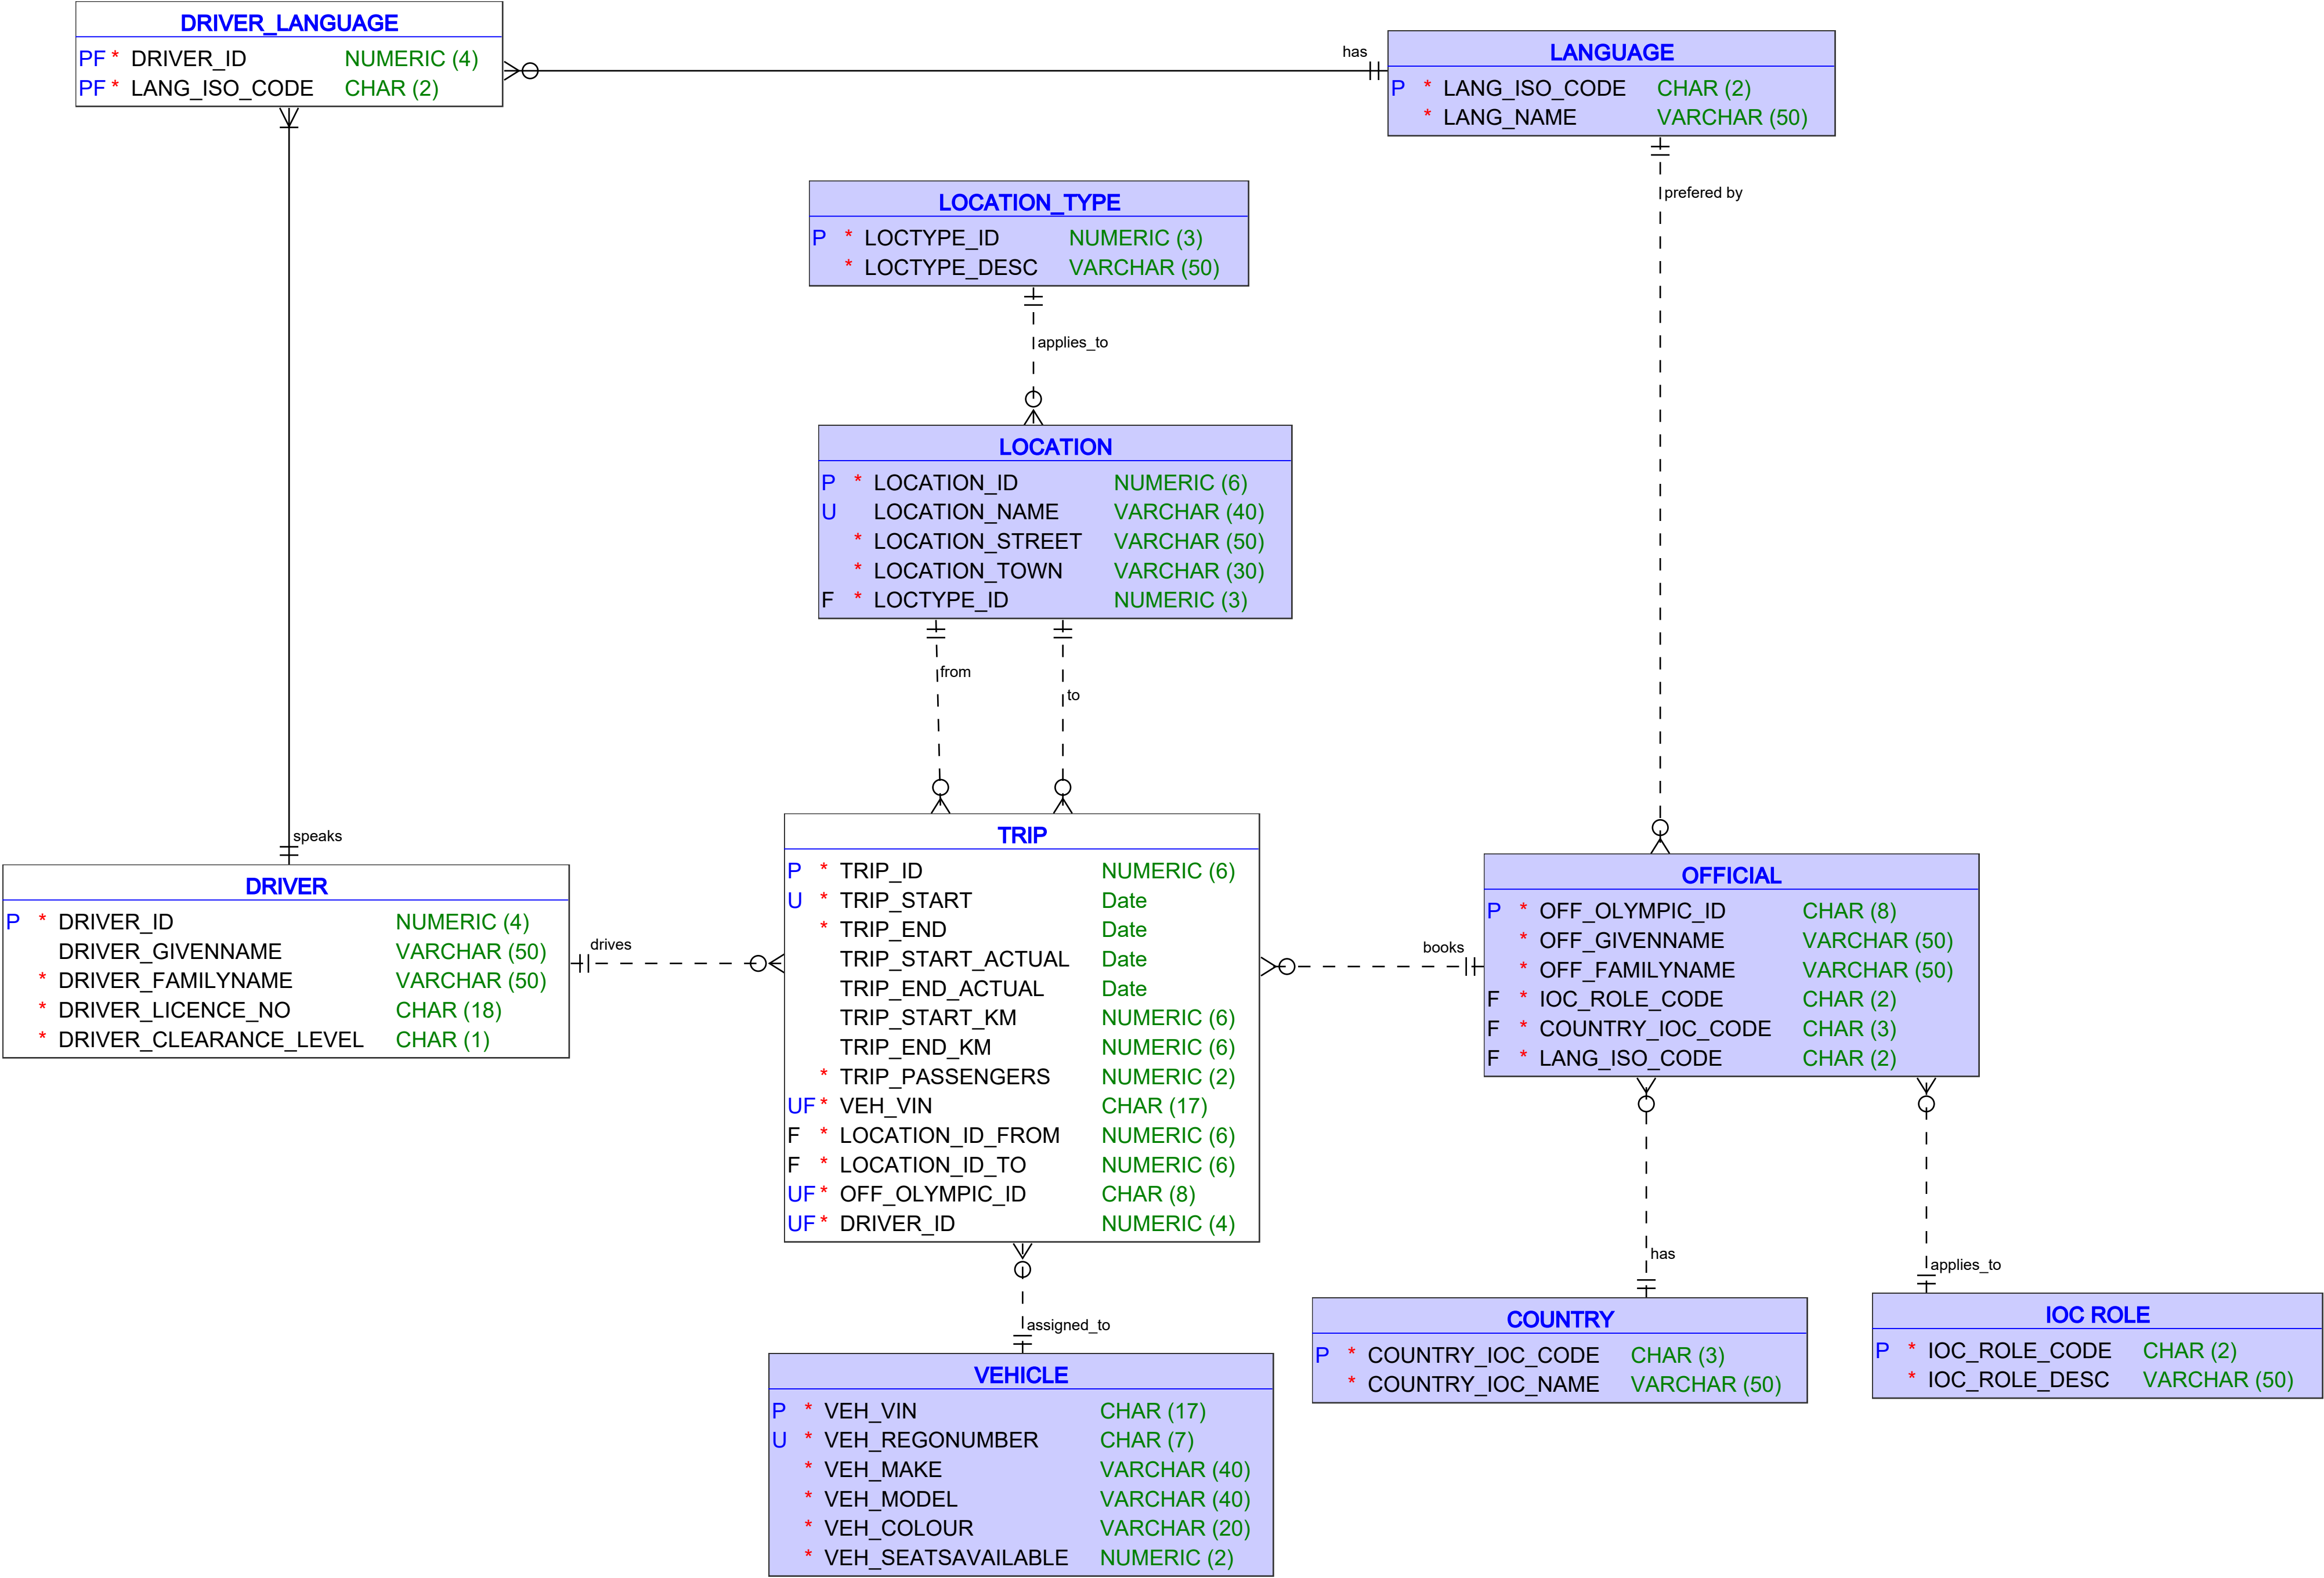 DRIVER_LANGUAGE
PF * DRIVER_ID NUMERIC (4)
PF * LANG_ISO_CODE CHAR (2)
has
LANGUAGE
P * LANG_ISO_CODE CHAR (2)
* LANG_NAME VARCHAR (50)
prefered by
LOCATION_TYPE
P * LOCTYPE_ID NUMERIC (3)
* LOCTYPE_DESC VARCHAR (50)
applies_to
LOCATION
P * LOCATION_ID NUMERIC (6)
U LOCATION_NAME VARCHAR (40)
* LOCATION_STREET VARCHAR (50)
* LOCATION_TOWN VARCHAR (30)
F * LOCTYPE_ID NUMERIC (3)
from
to
speaks
DRIVER
P * DRIVER_ID NUMERIC (4)
DRIVER_GIVENNAME VARCHAR (50)
* DRIVER_FAMILYNAME VARCHAR (50)
* DRIVER_LICENCE_NO CHAR (18)
* DRIVER_CLEARANCE_LEVEL CHAR (1)
drives
TRIP
P * TRIP_ID NUMERIC (6)
U * TRIP_START Date
* TRIP_END Date
TRIP_START_ACTUAL Date
TRIP_END_ACTUAL Date
TRIP_START_KM NUMERIC (6)
TRIP_END_KM NUMERIC (6)
* TRIP_PASSENGERS NUMERIC (2)
UF * VEH_VIN CHAR (17)
F * LOCATION_ID_FROM NUMERIC (6)
F * LOCATION_ID_TO NUMERIC (6)
UF * OFF_OLYMPIC_ID CHAR (8)
UF * DRIVER_ID NUMERIC (4)
books
OFFICIAL
P * OFF_OLYMPIC_ID CHAR (8)
* OFF_GIVENNAME VARCHAR (50)
* OFF_FAMILYNAME VARCHAR (50)
F * IOC_ROLE_CODE CHAR (2)
F * COUNTRY_IOC_CODE CHAR (3)
F * LANG_ISO_CODE CHAR (2)
has
applies_to
assigned_to
VEHICLE
P * VEH_VIN CHAR (17)
U * VEH_REGONUMBER CHAR (7)
* VEH_MAKE VARCHAR (40)
* VEH_MODEL VARCHAR (40)
* VEH_COLOUR VARCHAR (20)
* VEH_SEATSAVAILABLE NUMERIC (2)
COUNTRY
P * COUNTRY_IOC_CODE CHAR (3)
* COUNTRY_IOC_NAME VARCHAR (50)
IOC ROLE
P * IOC_ROLE_CODE CHAR (2)
* IOC_ROLE_DESC VARCHAR (50)